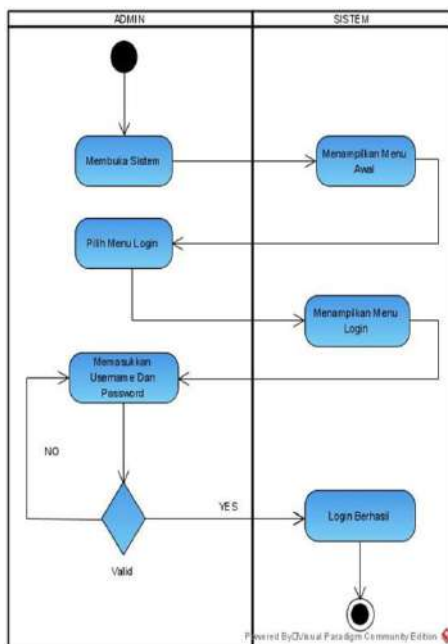 ADMIN
SISTEM
Membuka Sistem
Menampilkan Menu
Awal
Pilih Menu Login
Menampilkan Menu
Login
Memasukkan
Username Dan
Password
NO
YES
Login Berhasil
Valid
Powered By Visual Paradigm Community Edition